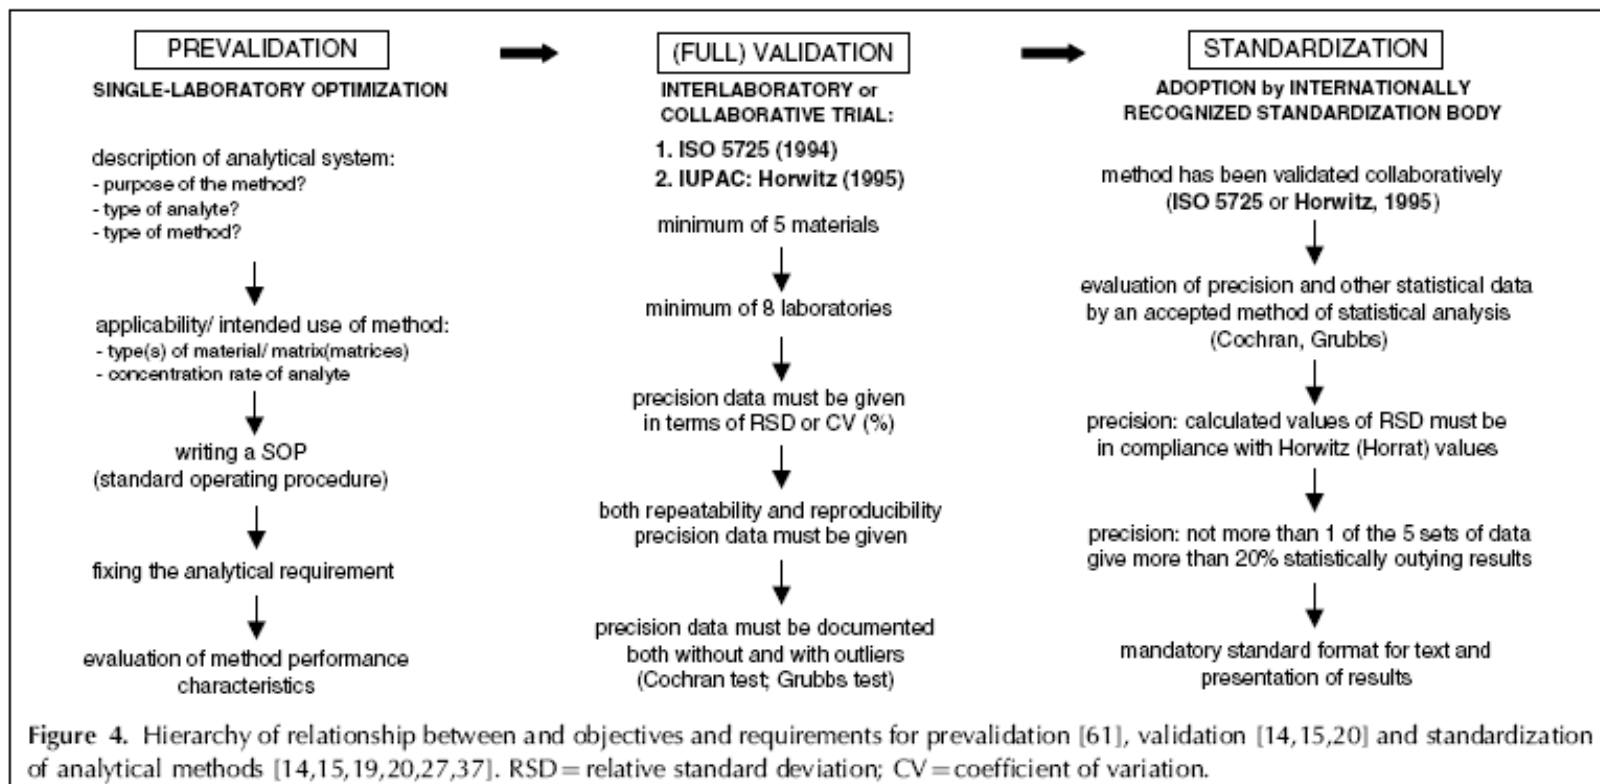 PREVALIDATION
SINGLE-LABORATORY OPTIMIZATION
description of analytical system:
- purpose of the method?
- type of analyte?
- type of method?
applicability/ intended use of method:
- type(s) of material/ matrix(matrices)
- concentration rate of analyte
writing a SOP
(standard operating procedure)
fixing the analytical requirement
evaluation of method performance
characteristics
(FULL) VALIDATION
INTERLABORATORY or
COLLABORATIVE TRIAL:
1. ISO 5725 (1994)
2. IUPAC: Horwitz (1995)
minimum of 5 materials
minimum of 8 laboratories
precision data must be given
in terms of RSD or CV (%)
both repeatability and reproducibility
precision data must be given
precision data must be documented
both without and with outliers
(Cochran test; Grubbs test)
STANDARDIZATION
ADOPTION by INTERNATIONALLY
RECOGNIZED STANDARDIZATION BODY
method has been validated collaboratively
(ISO 5725 or Horwitz, 1995)
evaluation of precision and other statistical data
by an accepted method of statistical analysis
(Cochran, Grubbs)
precision: calculated values of RSD must be
in compliance with Horwitz (Horrat) values
precision: not more than 1 of the 5 sets of data
give more than 20% statistically outying results
mandatory standard format for text and
presentation of results
Figure 4. Hierarchy of relationship between and objectives and requirements for prevalidation [61], validation [14,15,20] and standardization
of analytical methods [14,15,19,20,27,37]. RSD=relative standard deviation; CV=coefficient of variation.